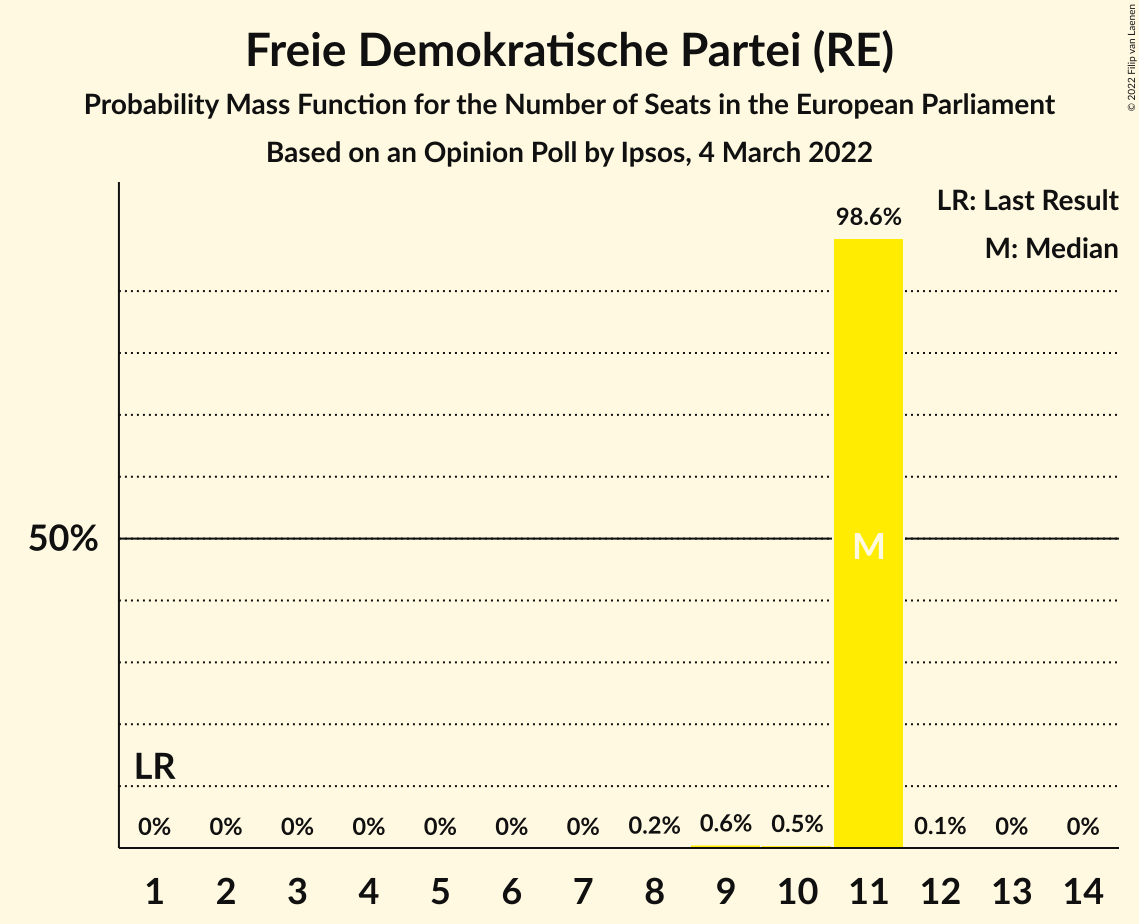 Freie Demokratische Partei (RE)
Probability Mass Function for the Number of Seats in the European Parliament
Based on an Opinion Poll by Ipsos, 4 March 2022
© 2022 Filip van Laenen
LR: Last Result
M: Median
98.6%
50%
M
LR
0% 0% 0% 0% 0% 0% 0% 0.2% 0.6% 0.5% 0.1% 0% 0%
1 2 3 4 5 6 7 8 9 10 11 12 13 14